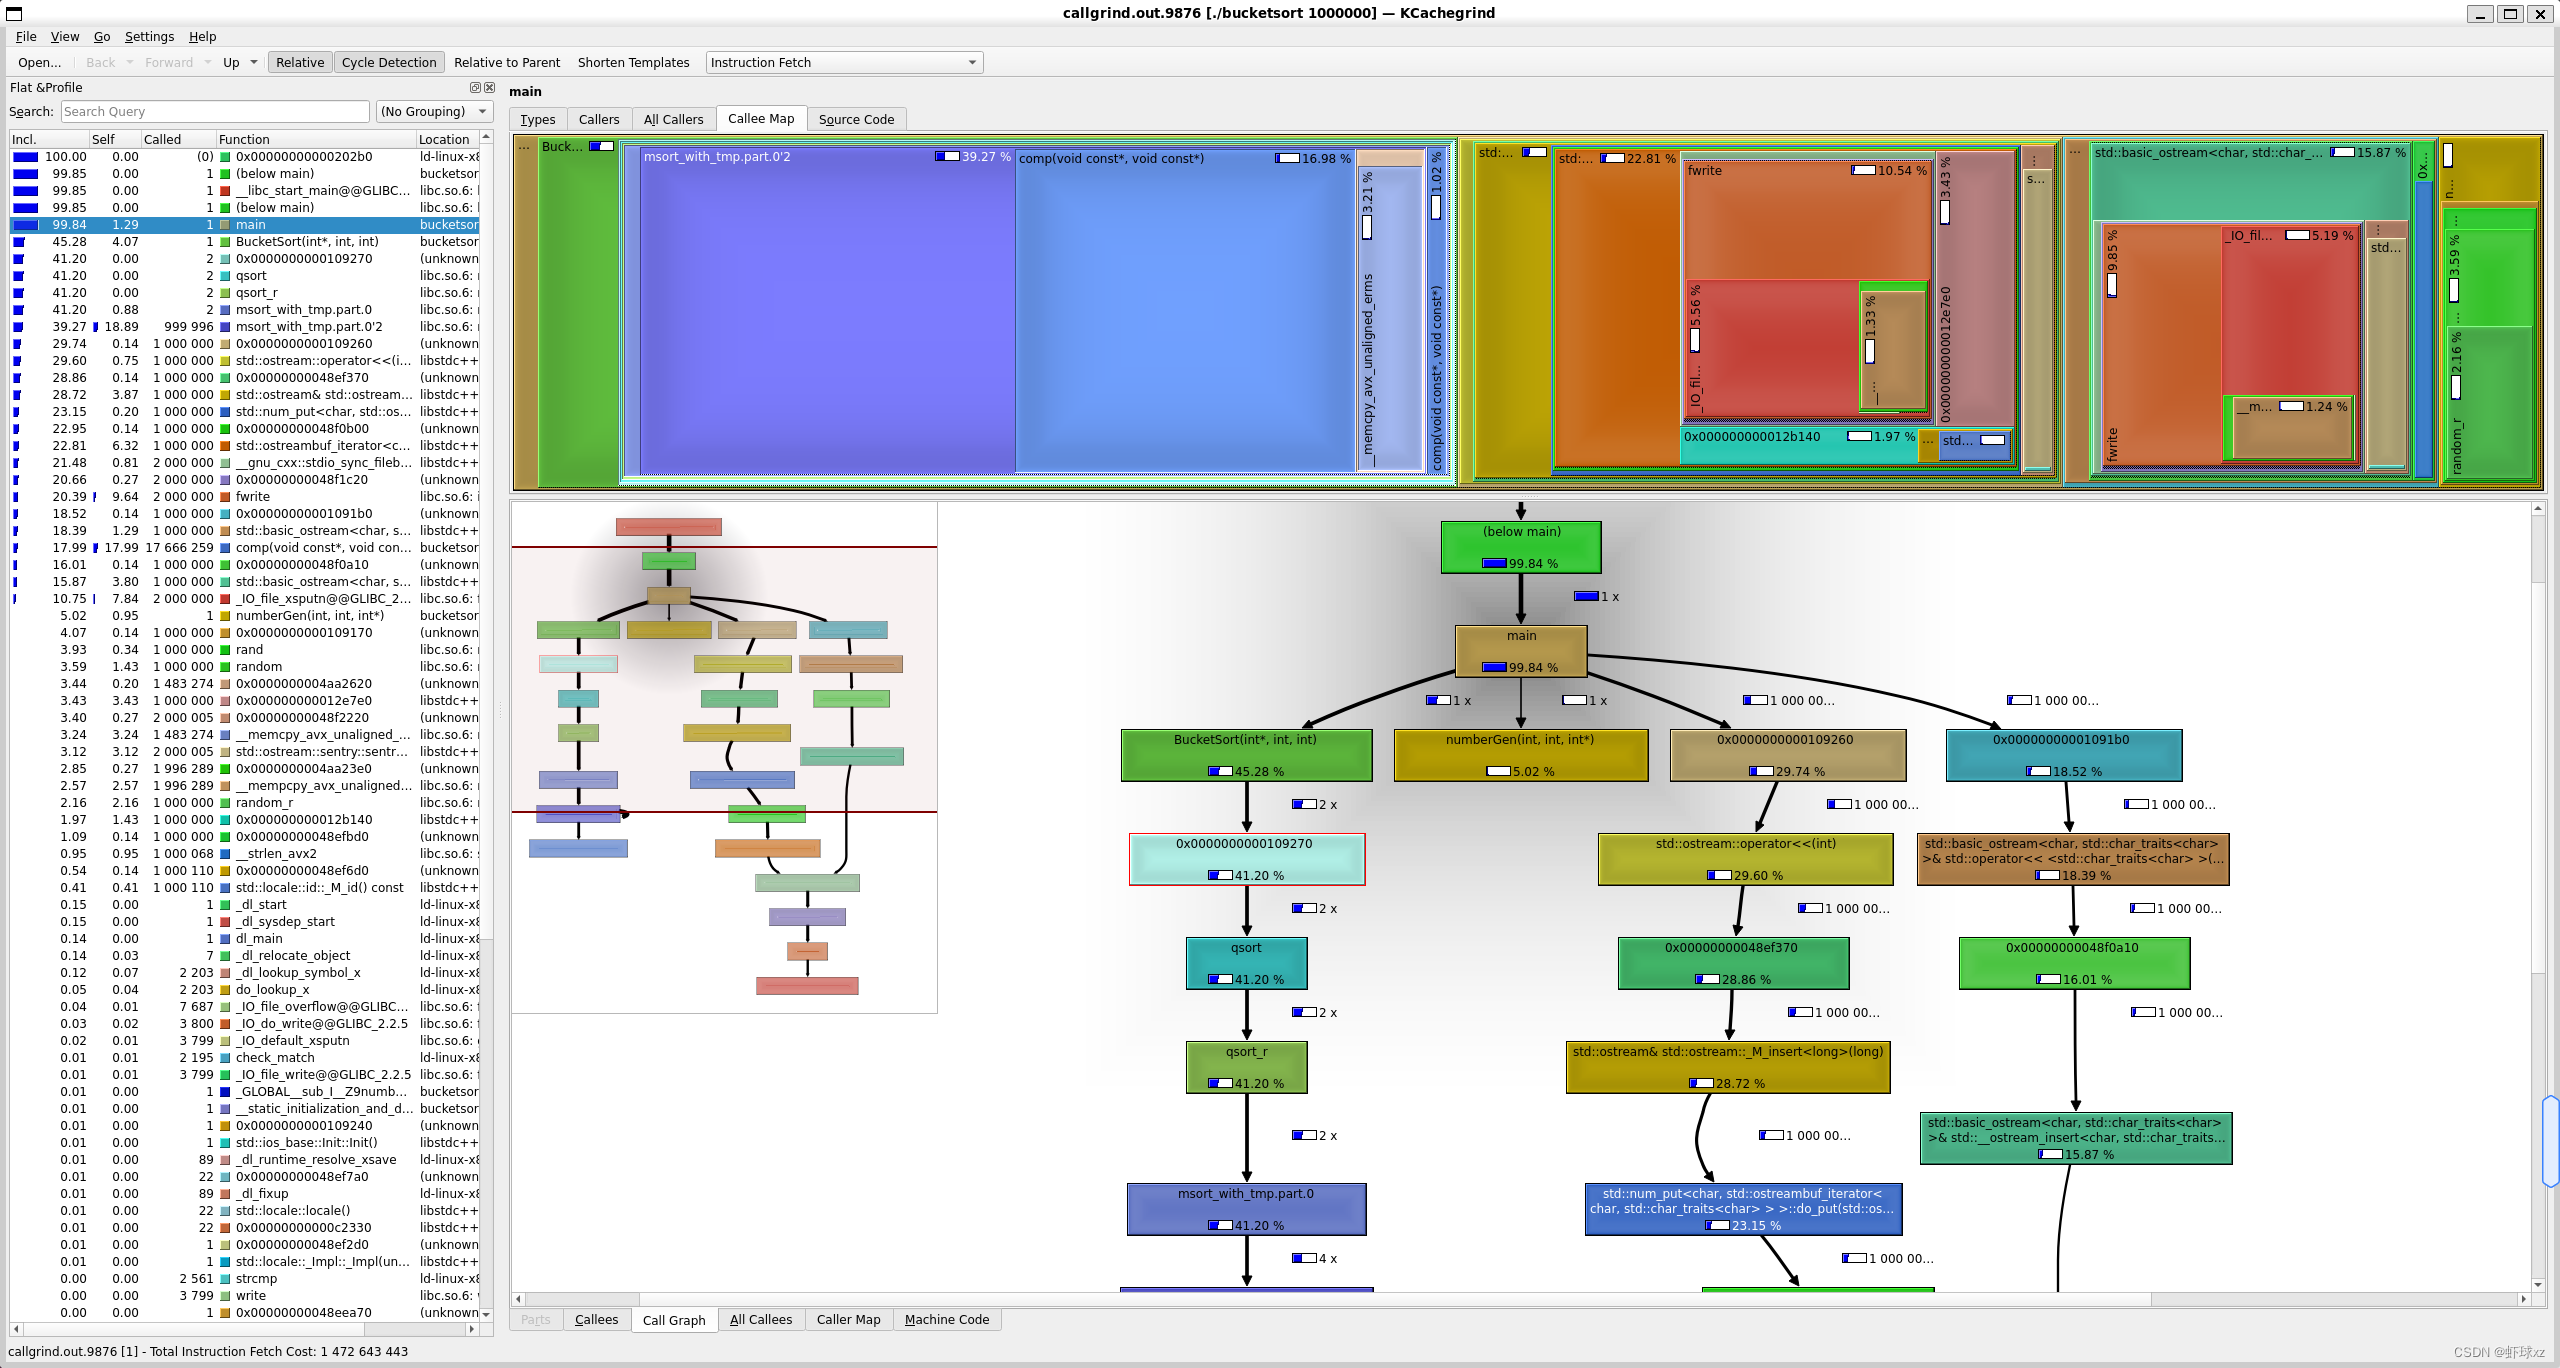 callgrind.out.9876 [./bucketsort 1000000] — KCachegrind
File View Go Settings Help
Open... Back Forward Up Relative Cycle Detection Relative to Parent Shorten Templates Instruction Fetch
Flat &Profile
Search: Search Query (No Grouping)
Incl. Self Called Function Location
100.00 0.00 (0) 0x00000000000202b0 ld-linux-x8
99.85 0.00 1 (below main) bucketsor
99.85 0.00 1 __libc_start_main@@GLIBC... libc.so.6:
99.85 0.00 1 (below main) libc.so.6:
99.84 1.29 1 main bucketsor
45.28 4.07 1 BucketSort(int*, int, int) bucketsor
41.20 0.00 2 0x0000000000109270 (unknown
41.20 0.00 2 qsort libc.so.6:
41.20 0.00 2 qsort_r libc.so.6:
41.20 0.88 2 msort_with_tmp.part.0 libc.so.6:
39.27 18.89 999 996 msort_with_tmp.part.0'2 libc.so.6:
29.74 0.14 1 000 000 0x0000000000109260 (unknown
29.60 0.75 1 000 000 std::ostream::operator<<(i... libstdc++
28.86 0.14 1 000 000 0x00000000048ef370 (unknown
28.72 3.87 1 000 000 std::ostream& std::ostream... libstdc++
23.15 0.20 1 000 000 std::num_put<char, std::os... libstdc++
22.95 0.14 1 000 000 0x00000000048f0b00 (unknown
22.81 6.32 1 000 000 std::ostreambuf_iterator<c... libstdc++
21.48 0.81 2 000 000 __gnu_cxx::stdio_sync_fileb... libstdc++
20.66 0.27 2 000 000 0x00000000048f1c20 (unknown
20.39 9.64 2 000 000 fwrite libc.so.6: i
18.52 0.14 1 000 000 0x00000000001091b0 (unknown
18.39 1.29 1 000 000 std::basic_ostream<char, s... libstdc++
17.99 17.99 17 666 259 comp(void const*, void con... bucketsor
16.01 0.14 1 000 000 0x00000000048f0a10 (unknown
15.87 3.80 1 000 000 std::basic_ostream<char, s... libstdc++
10.75 7.84 2 000 000 _IO_file_xsputn@@GLIBC_2... libc.so.6: f
5.02 0.95 1 numberGen(int, int, int*) bucketsor
4.07 0.14 1 000 000 0x0000000000109170 (unknown
3.93 0.34 1 000 000 rand libc.so.6:
3.59 1.43 1 000 000 random libc.so.6:
3.44 0.20 1 483 274 0x0000000004aa2620 (unknown
3.43 3.43 1 000 000 0x000000000012e7e0 libstdc++
3.40 0.27 2 000 005 0x00000000048f2220 (unknown
3.24 3.24 1 483 274 __memcpy_avx_unaligned_... libc.so.6:
3.12 3.12 2 000 005 std::ostream::sentry::sentr... libstdc++
2.85 0.27 1 996 289 0x0000000004aa23e0 (unknown
2.57 2.57 1 996 289 __mempcpy_avx_unaligned... libc.so.6:
2.16 2.16 1 000 000 random_r libc.so.6:
1.97 1.43 1 000 000 0x000000000012b140 libstdc++
1.09 0.14 1 000 000 0x00000000048efbd0 (unknown
0.95 0.95 1 000 068 __strlen_avx2 libc.so.6: s
0.54 0.14 1 000 110 0x00000000048ef6d0 (unknown
0.41 0.41 1 000 110 std::locale::id::_M_id() const libstdc++
0.15 0.00 1 _dl_start ld-linux-x8
0.15 0.00 1 _dl_sysdep_start ld-linux-x8
0.14 0.00 1 dl_main ld-linux-x8
0.14 0.03 7 _dl_relocate_object ld-linux-x8
0.12 0.07 2 203 _dl_lookup_symbol_x ld-linux-x8
0.05 0.04 2 203 do_lookup_x ld-linux-x8
0.04 0.01 7 687 _IO_file_overflow@@GLIBC... libc.so.6: f
0.03 0.02 3 800 _IO_do_write@@GLIBC_2.2.5 libc.so.6: f
0.02 0.01 3 799 _IO_default_xsputn libc.so.6:
0.01 0.01 2 195 check_match ld-linux-x8
0.01 0.01 3 799 _IO_file_write@@GLIBC_2.2.5 libc.so.6: f
0.01 0.00 1 _GLOBAL__sub_I__Z9numb... bucketsor
0.01 0.00 1 __static_initialization_and_d... bucketsor
0.01 0.00 1 0x0000000000109240 (unknown
0.01 0.00 1 std::ios_base::Init::Init() libstdc++
0.01 0.00 89 _dl_runtime_resolve_xsave ld-linux-x8
0.01 0.00 22 0x00000000048ef7a0 (unknown
0.01 0.00 89 _dl_fixup ld-linux-x8
0.01 0.00 22 std::locale::locale() libstdc++
0.01 0.00 22 0x00000000000c2330 libstdc++
0.01 0.00 1 0x00000000048ef2d0 (unknown
0.01 0.00 1 std::locale::_Impl::_Impl(un... libstdc++
0.00 0.00 2 561 strcmp ld-linux-x8
0.00 0.00 3 799 write libc.so.6:
0.00 0.00 1 0x00000000048eea70 (unknown
main
Types Callers All Callers Callee Map Source Code
... Buck... msort_with_tmp.part.0'2 39.27 % comp(void const*, void const*) 16.98 %
3.21 % __memcpy_avx_unaligned_erms
1.02 % comp(void const*, void const*)
std:... std:... 22.81 % fwrite 10.54 %
5.56 % _IO_fil...
1.33 % __...
3.43 % 0x000000000012e7e0
0x000000000012b140 1.97 % ... std...
... s...
... std::basic_ostream<char, std::char_... 15.87 %
9.85 % fwrite
_IO_fil... 5.19 %
__m... 1.24 %
... std...
0x...
n...
3.59 % ... ...
2.16 % random_r
(below main)
99.84 %
1 x
main
99.84 %
1 x 1 x 1 000 00... 1 000 00...
BucketSort(int*, int, int) numberGen(int, int, int*) 0x0000000000109260 0x00000000001091b0
45.28 % 5.02 % 29.74 % 18.52 %
2 x 1 000 00... 1 000 00...
0x0000000000109270 std::ostream::operator<<(int) std::basic_ostream<char, std::char_traits<char>
>& std::operator<< <std::char_traits<char> >(...
41.20 % 29.60 % 18.39 %
2 x 1 000 00... 1 000 00...
qsort 0x00000000048ef370 0x00000000048f0a10
41.20 % 28.86 % 16.01 %
2 x 1 000 00... 1 000 00...
qsort_r std::ostream& std::ostream::_M_insert<long>(long)
41.20 % 28.72 %
2 x 1 000 00...
std::basic_ostream<char, std::char_traits<char>
>& std::__ostream_insert<char, std::char_traits...
15.87 %
msort_with_tmp.part.0 std::num_put<char, std::ostreambuf_iterator<
char, std::char_traits<char> > >::do_put(std::os...
41.20 % 23.15 %
4 x 1 000 00...
Parts Callees Call Graph All Callees Caller Map Machine Code
callgrind.out.9876 [1] - Total Instruction Fetch Cost: 1 472 643 443
CSDN @虾球xz